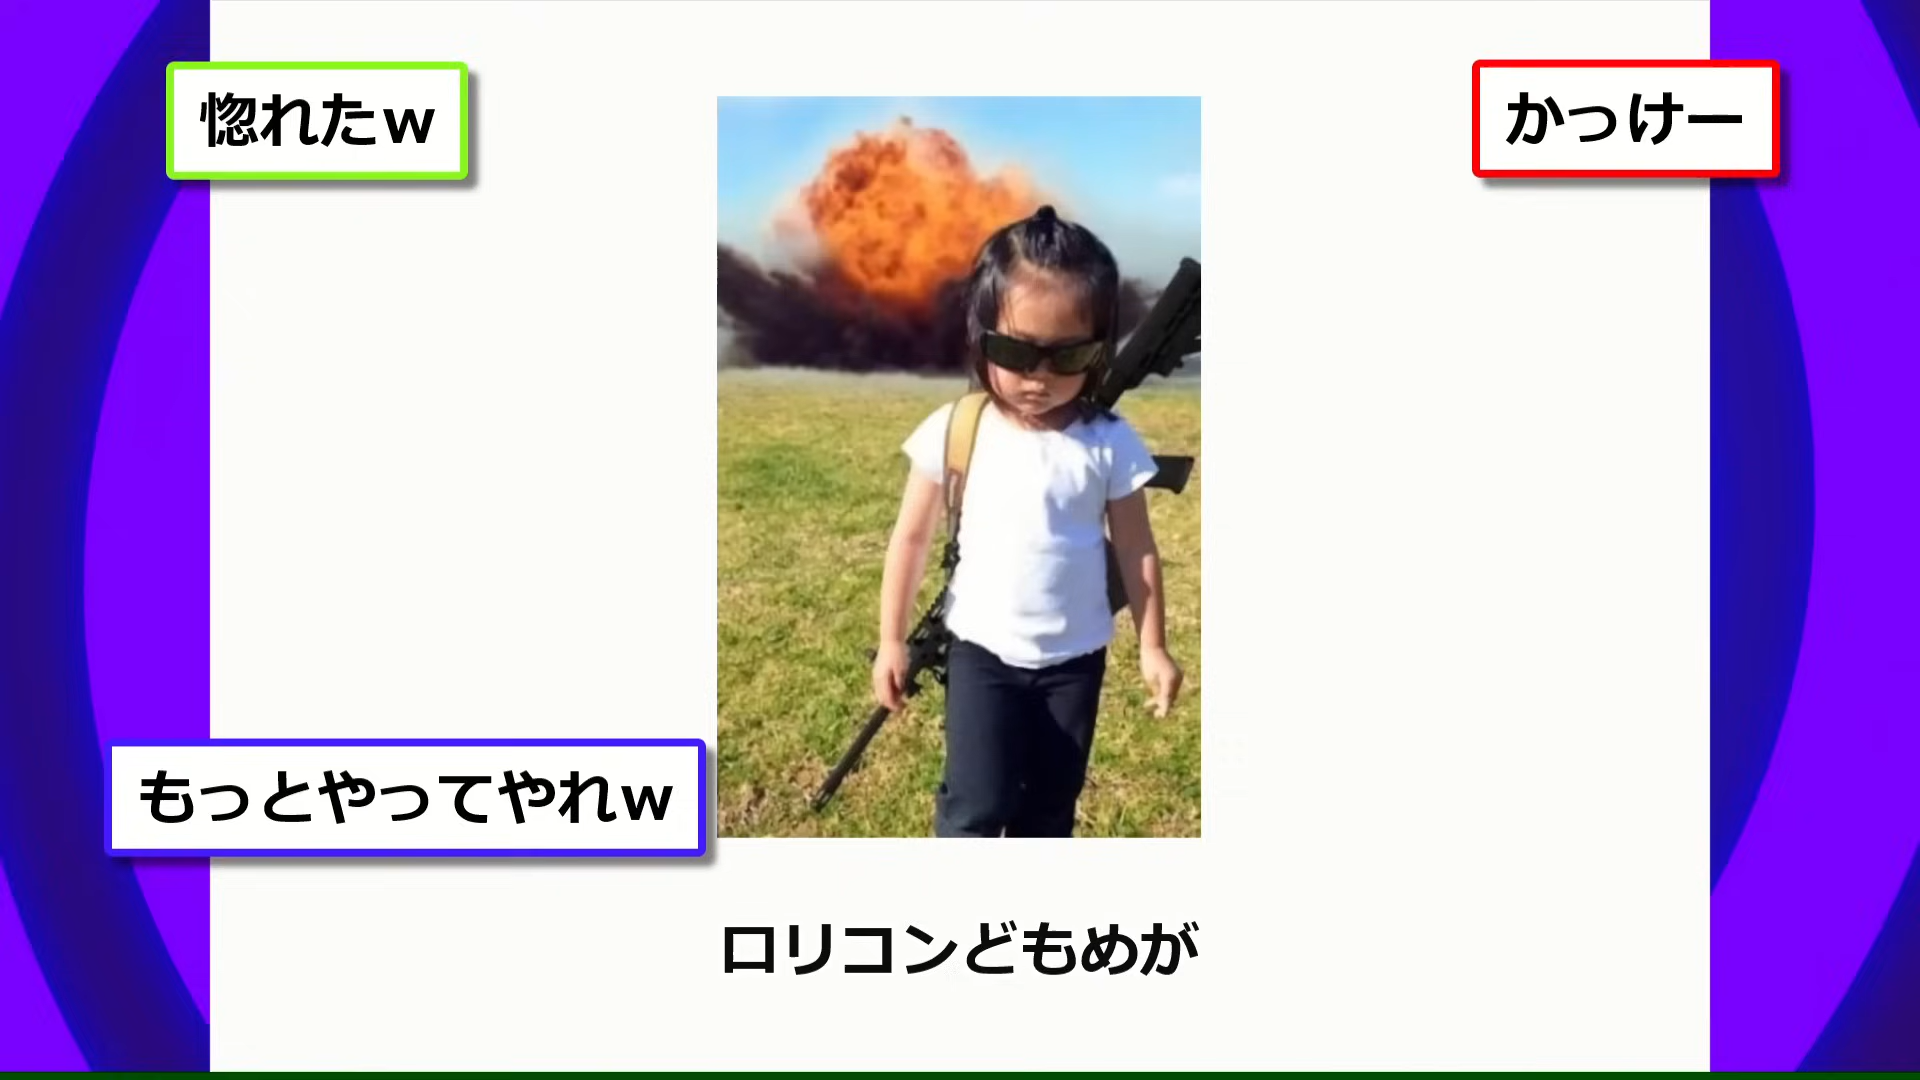 惚れたw
かっけー
もっとやってやれw
ロリコンどもめが